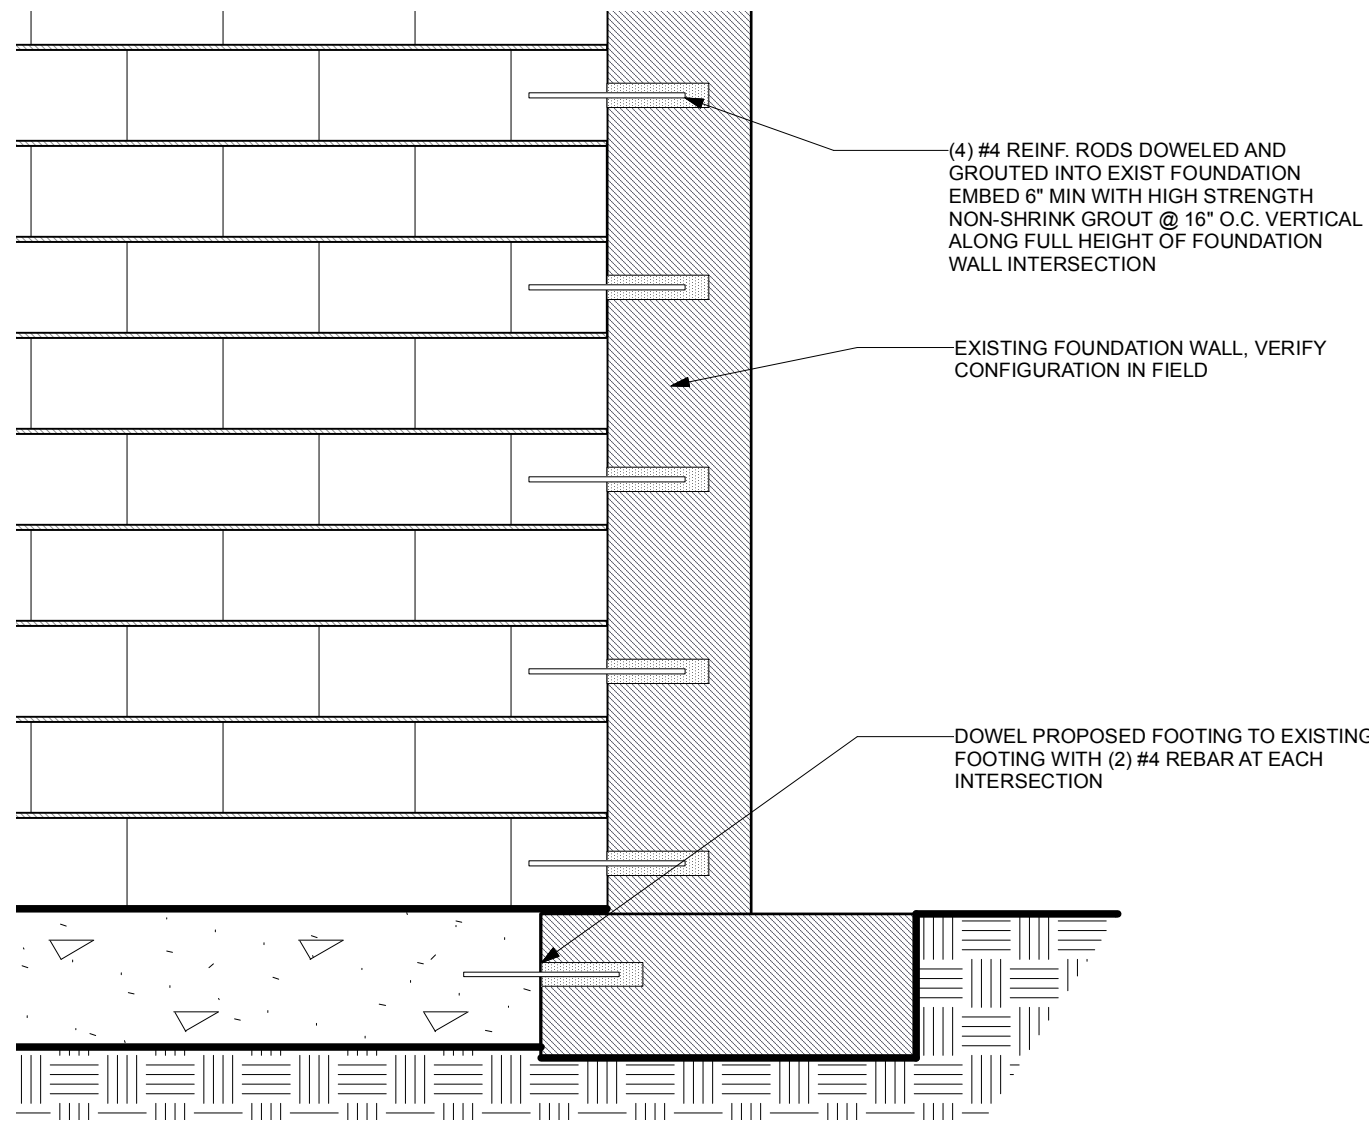 (4) #4 REINF. RODS DOWELED AND
GROUTED INTO EXIST FOUNDATION
EMBED 6" MIN WITH HIGH STRENGTH
NON-SHRINK GROUT @ 16" O.C. VERTICAL
ALONG FULL HEIGHT OF FOUNDATION
WALL INTERSECTION
EXISTING FOUNDATION WALL, VERIFY
CONFIGURATION IN FIELD
DOWEL PROPOSED FOOTING TO EXISTING
FOOTING WITH (2) #4 REBAR AT EACH
INTERSECTION